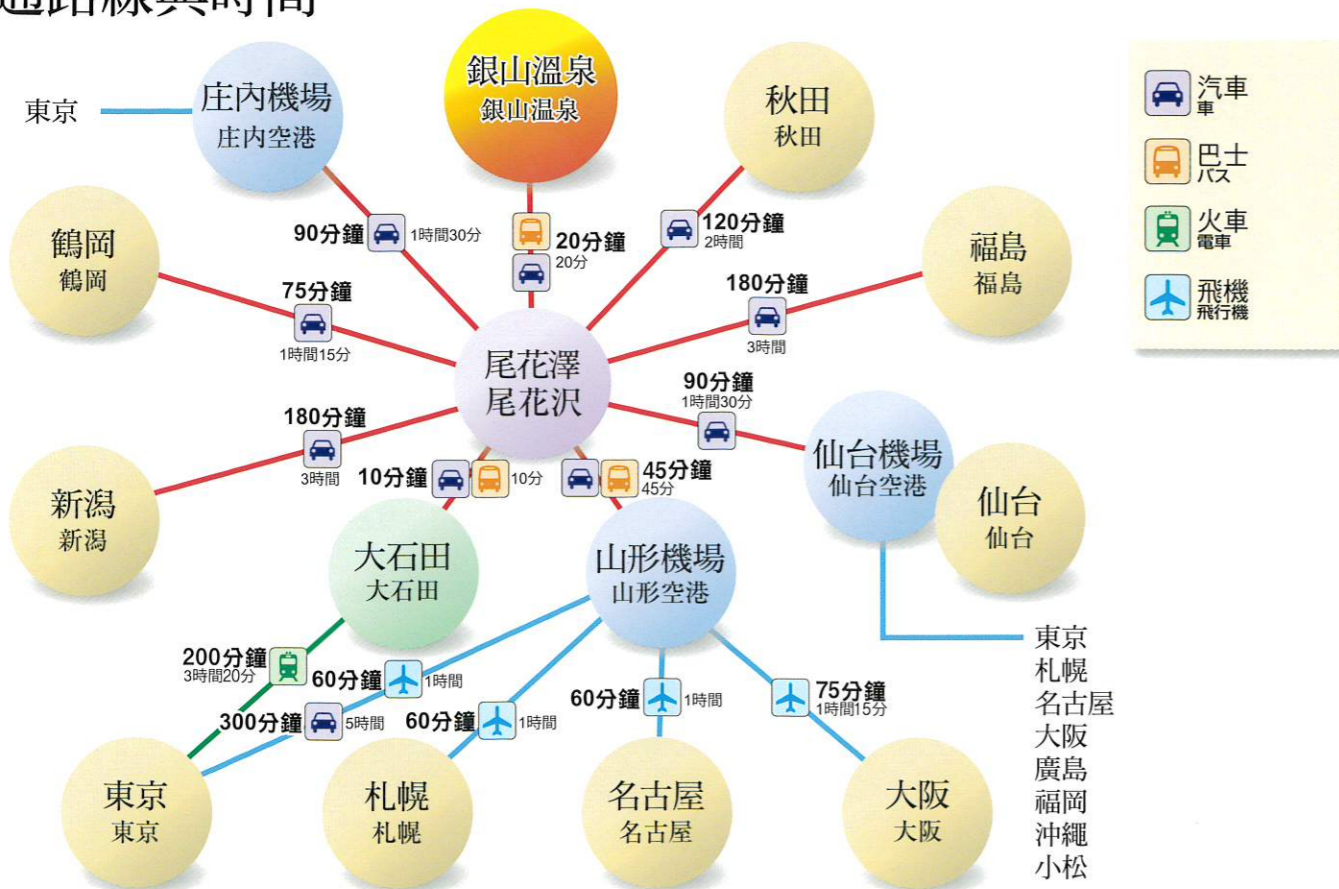 通路線與時間
東京
庄內機場
庄内空港
銀山溫泉
銀山温泉
秋田
秋田
汽車
車
巴士
バス
火車
電車
飛機
飛行機
鶴岡
鶴岡
90分鐘
1時間30分
20分鐘
20分
120分鐘
2時間
福島
福島
75分鐘
1時間15分
180分鐘
3時間
尾花澤
尾花沢
90分鐘
1時間30分
180分鐘
3時間
新潟
新潟
10分鐘
10分
45分鐘
45分
仙台機場
仙台空港
仙台
仙台
大石田
大石田
山形機場
山形空港
200分鐘
3時間20分
60分鐘
1時間
300分鐘
5時間
60分鐘
1時間
60分鐘
1時間
75分鐘
1時間15分
東京
東京
札幌
札幌
名古屋
名古屋
大阪
大阪
東京
札幌
名古屋
大阪
廣島
福岡
沖繩
小松